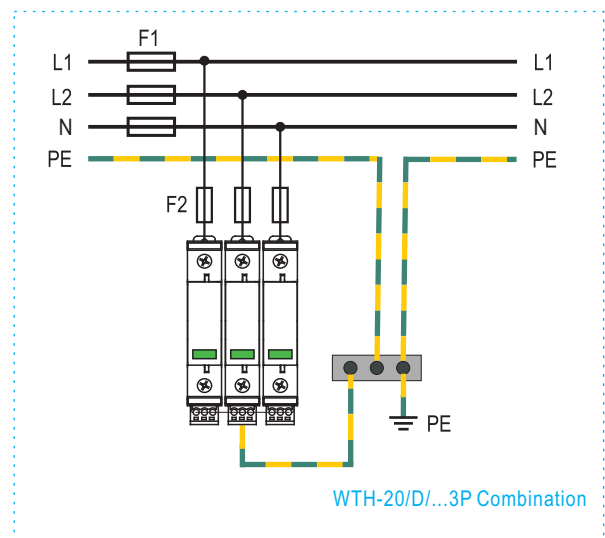 F1
L1 L1
L2 L2
N N
PE PE
F2
PE
WTH-20/D/...3P Combination